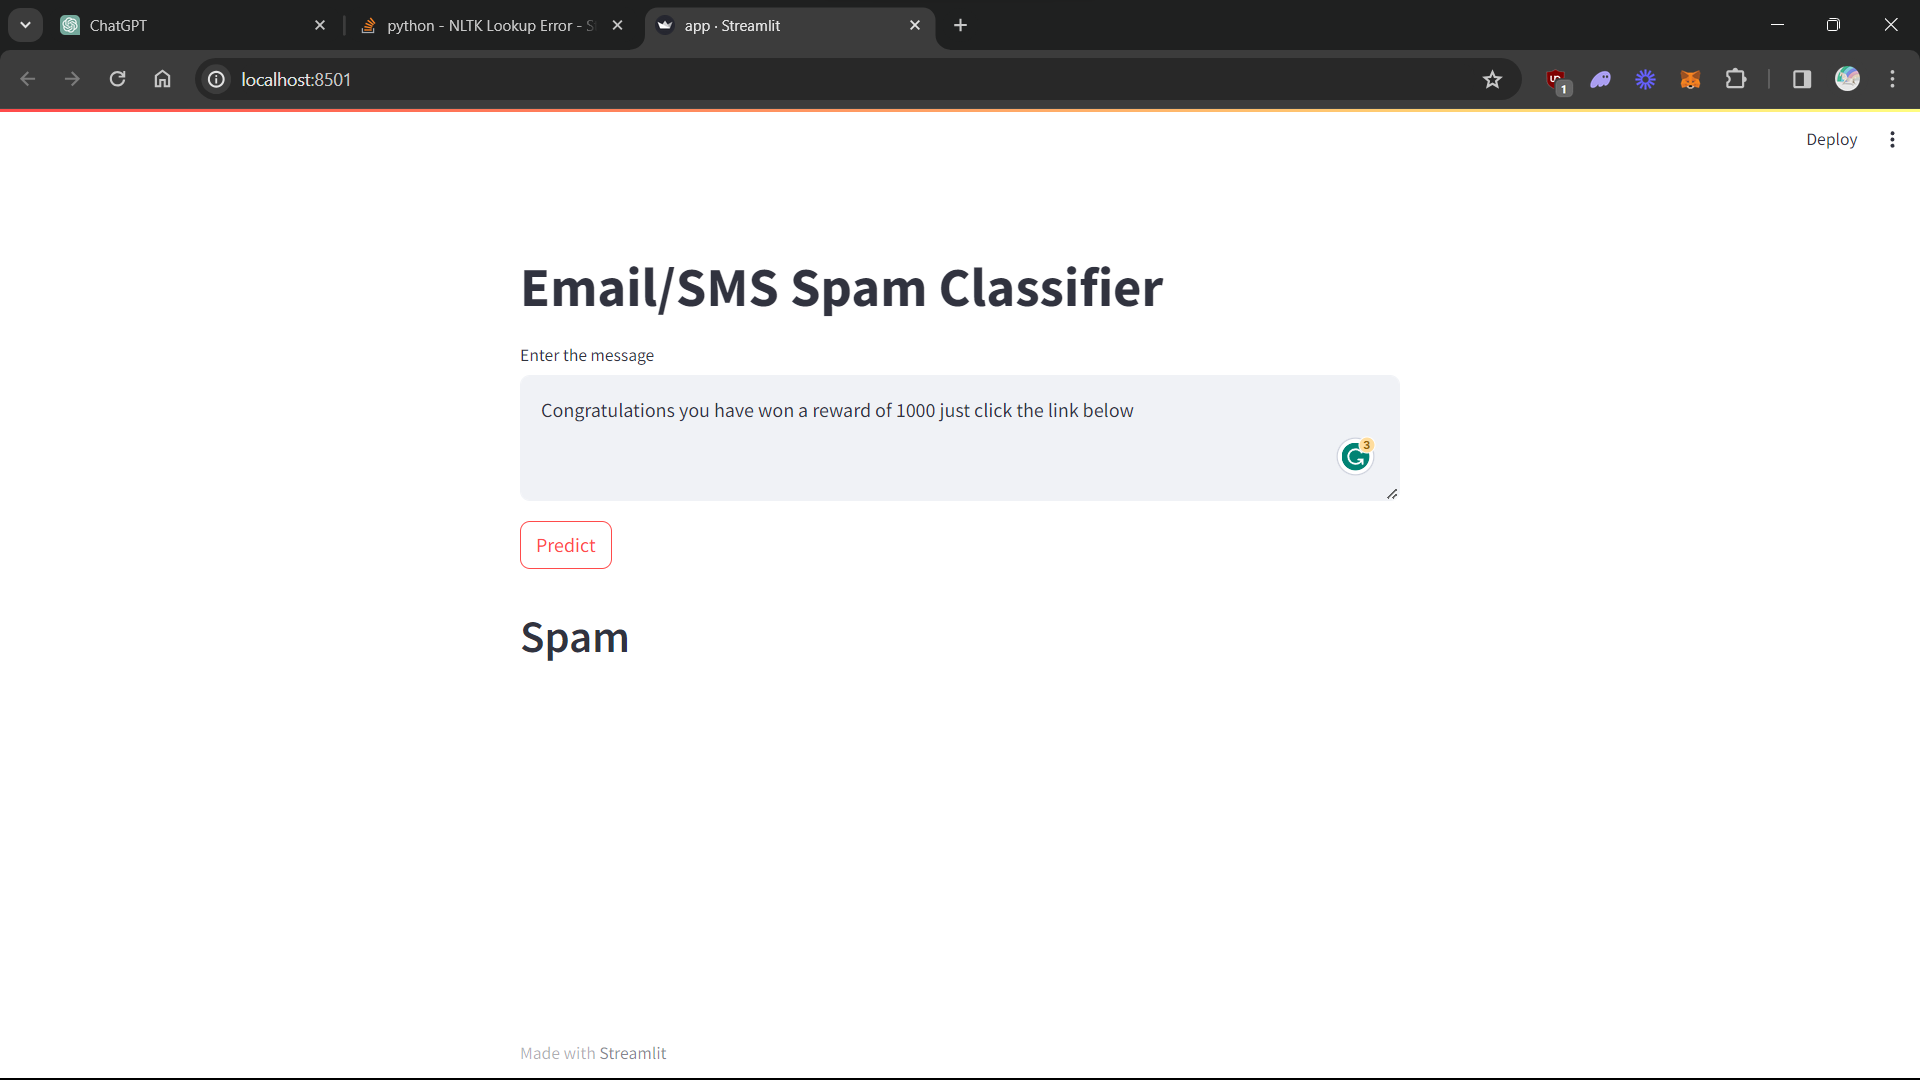 ChatGPT
python - NLTK Lookup Error - S
app · Streamlit
localhost:8501
1
Deploy
Email/SMS Spam Classifier
Enter the message
Congratulations you have won a reward of 1000 just click the link below
3
Predict
Spam
Made with Streamlit